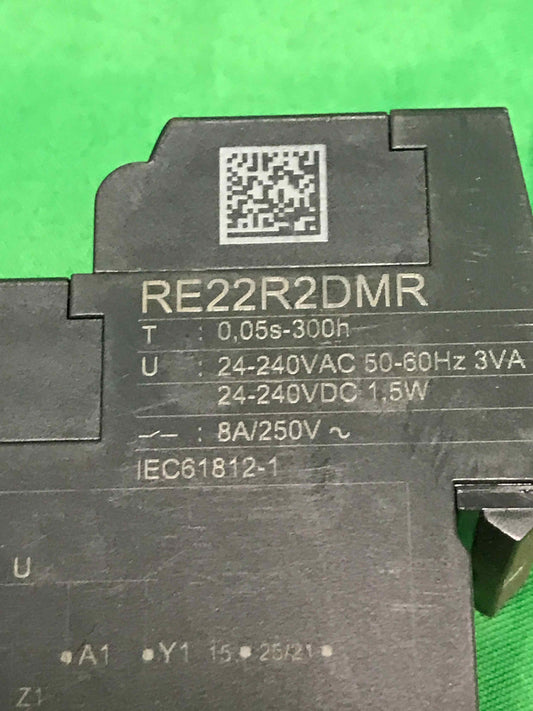 RE22R2DMR
T : 0,05s-300h
U : 24-240VAC 50-60Hz 3VA
24-240VDC 1,5W
: 8A/250V ~
IEC61812-1
U
A1 Y1 15 25/21
Z1